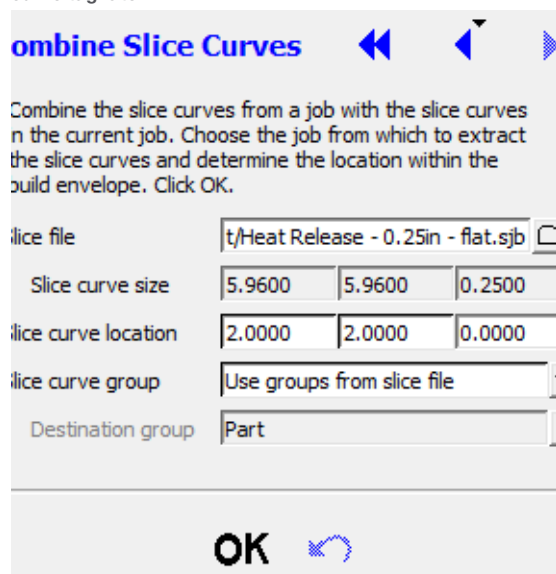 ombine Slice Curves
Combine the slice curves from a job with the slice curves
n the current job. Choose the job from which to extract
the slice curves and determine the location within the
build envelope. Click OK.
lice file t/Heat Release - 0.25in - flat.sjb
Slice curve size 5.9600 5.9600 0.2500
lice curve location 2.0000 2.0000 0.0000
lice curve group Use groups from slice file
Destination group Part
OK